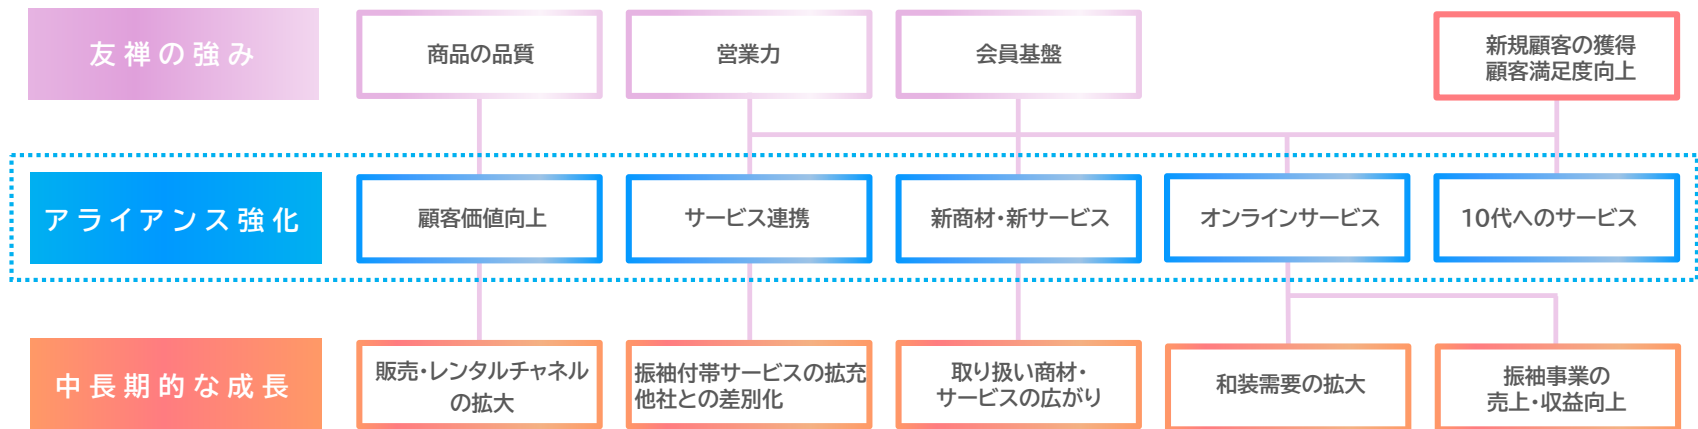 友禅の強み
商品の品質
営業力
会員基盤
新規顧客の獲得
顧客満足度向上
アライアンス強化
顧客価値向上
サービス連携
新商材・新サービス
オンラインサービス
10代へのサービス
中長期的な成長
販売・レンタルチャネル
の拡大
振袖付帯サービスの拡充
他社との差別化
取り扱い商材・
サービスの広がり
和装需要の拡大
振袖事業の
売上・収益向上